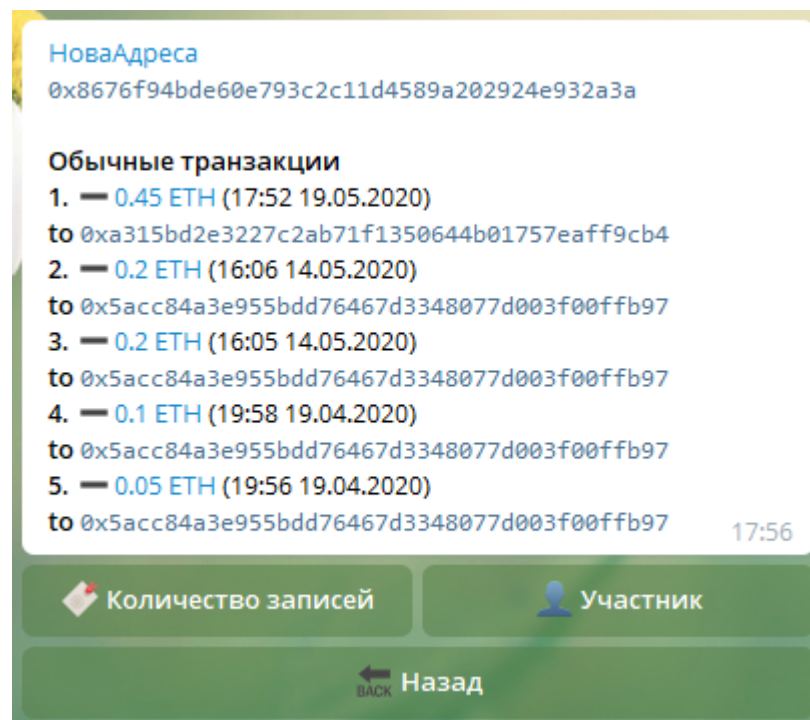 НоваАдреса
0x8676f94bde60e793c2c11d4589a202924e932a3a
Обычные транзакции
1. ➖ 0.45 ETH (17:52 19.05.2020)
to 0xa315bd2e3227c2ab71f1350644b01757eaff9cb4
2. ➖ 0.2 ETH (16:06 14.05.2020)
to 0x5acc84a3e955bdd76467d3348077d003f00ffb97
3. ➖ 0.2 ETH (16:05 14.05.2020)
to 0x5acc84a3e955bdd76467d3348077d003f00ffb97
4. ➖ 0.1 ETH (19:58 19.04.2020)
to 0x5acc84a3e955bdd76467d3348077d003f00ffb97
5. ➖ 0.05 ETH (19:56 19.04.2020)
to 0x5acc84a3e955bdd76467d3348077d003f00ffb97
17:56
Количество записей
Участник
BACK Назад